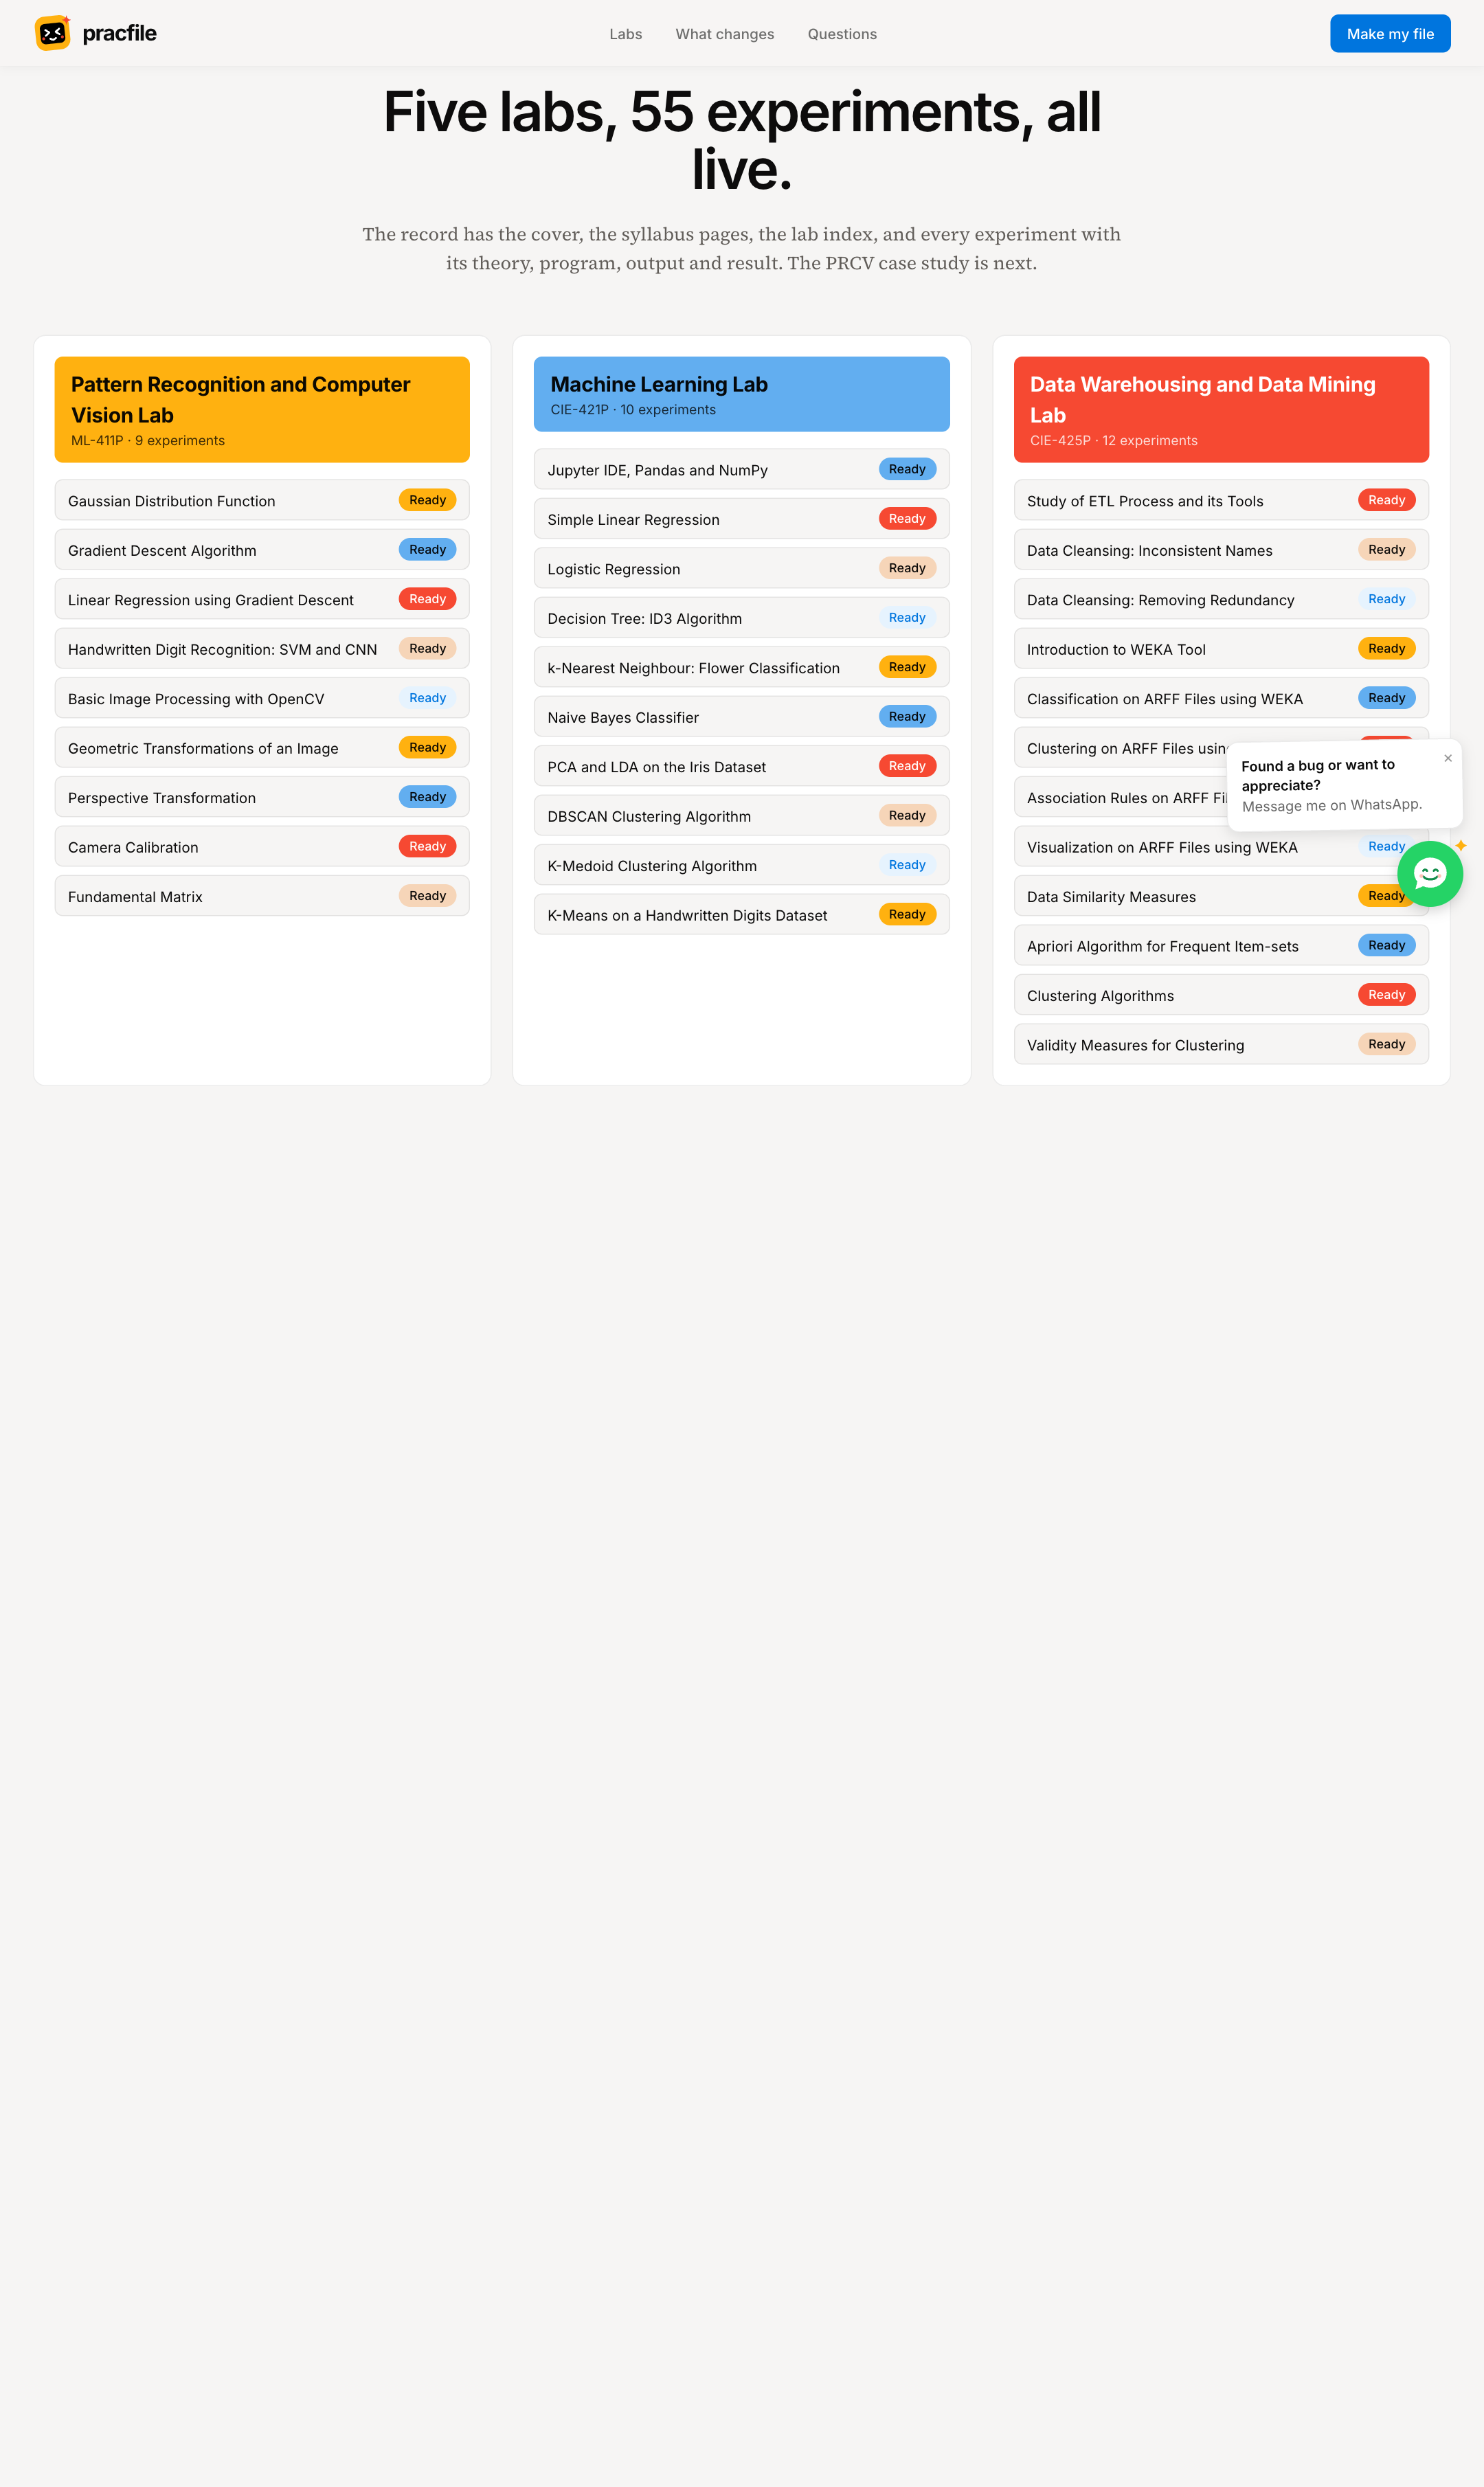 pracfile
Labs
What changes
Questions
Make my file
Five labs, 55 experiments, all
live.
The record has the cover, the syllabus pages, the lab index, and every experiment with
its theory, program, output and result. The PRCV case study is next.
Pattern Recognition and Computer
Vision Lab
ML-411P · 9 experiments
Gaussian Distribution Function Ready
Gradient Descent Algorithm Ready
Linear Regression using Gradient Descent Ready
Handwritten Digit Recognition: SVM and CNN Ready
Basic Image Processing with OpenCV Ready
Geometric Transformations of an Image Ready
Perspective Transformation Ready
Camera Calibration Ready
Fundamental Matrix Ready
Machine Learning Lab
CIE-421P · 10 experiments
Jupyter IDE, Pandas and NumPy Ready
Simple Linear Regression Ready
Logistic Regression Ready
Decision Tree: ID3 Algorithm Ready
k-Nearest Neighbour: Flower Classification Ready
Naive Bayes Classifier Ready
PCA and LDA on the Iris Dataset Ready
DBSCAN Clustering Algorithm Ready
K-Medoid Clustering Algorithm Ready
K-Means on a Handwritten Digits Dataset Ready
Data Warehousing and Data Mining
Lab
CIE-425P · 12 experiments
Study of ETL Process and its Tools Ready
Data Cleansing: Inconsistent Names Ready
Data Cleansing: Removing Redundancy Ready
Introduction to WEKA Tool Ready
Classification on ARFF Files using WEKA Ready
Clustering on ARFF Files
Association Rules on ARFF
Visualization on ARFF Files using WEKA Ready
Data Similarity Measures Ready
Apriori Algorithm for Frequent Item-sets Ready
Clustering Algorithms Ready
Validity Measures for Clustering Ready
Found a bug or want to
appreciate?
Message me on WhatsApp.
×